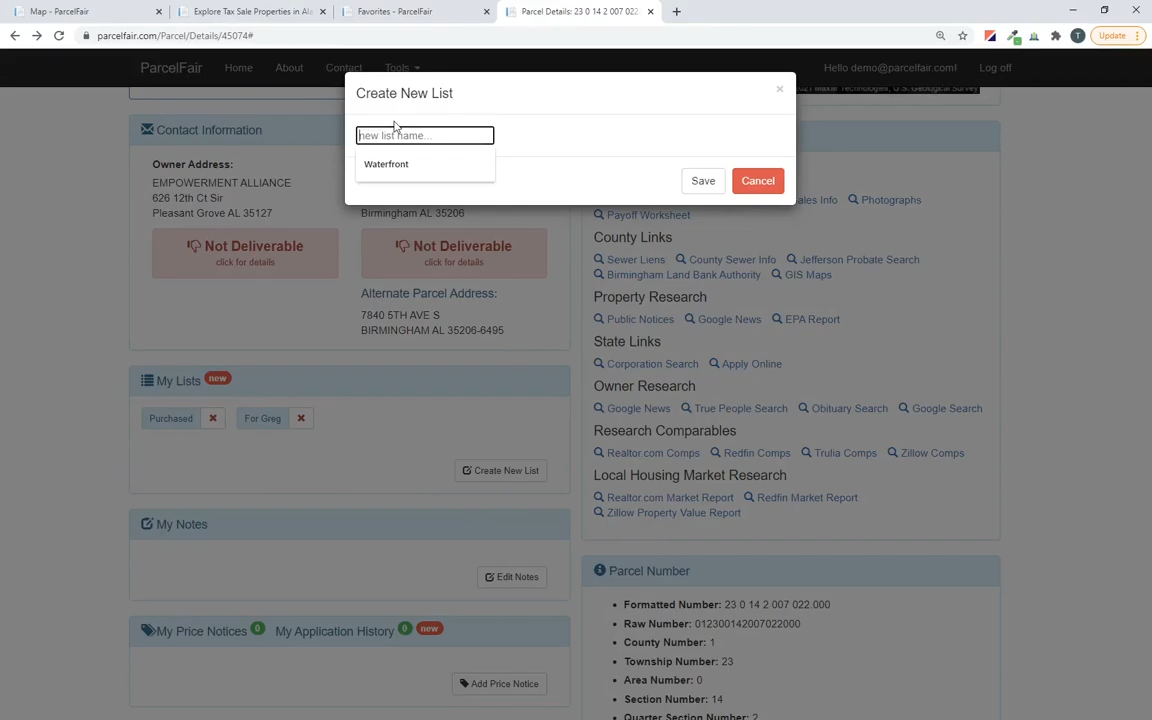 Map - ParcelFair
Explore Tax Sale Properties in Ala
Favorites - ParcelFair
Parcel Details: 23 0 14 2 007 022.
parcelfair.com/Parcel/Details/45074#
T
Update
ParcelFair
Home
About
Contact
Tools
Hello demo@parcelfair.com!
Log off
Create New List
×
new list name...
Waterfront
Save
Cancel
Technologies, U.S. Geological Survey
Contact Information
Owner Address:
EMPOWERMENT ALLIANCE
626 12th Ct Sir
Pleasant Grove AL 35127
Birmingham AL 35206
Not Deliverable
click for details
Not Deliverable
click for details
Alternate Parcel Address:
7840 5TH AVE S
BIRMINGHAM AL 35206-6495
My Lists new
Purchased
For Greg
Create New List
My Notes
Edit Notes
My Price Notices 0 My Application History 0 new
Add Price Notice
ales Info Photographs
Payoff Worksheet
County Links
Sewer Liens County Sewer Info Jefferson Probate Search
Birmingham Land Bank Authority GIS Maps
Property Research
Public Notices Google News EPA Report
State Links
Corporation Search Apply Online
Owner Research
Google News True People Search Obituary Search Google Search
Research Comparables
Realtor.com Comps Redfin Comps Trulia Comps Zillow Comps
Local Housing Market Research
Realtor.com Market Report Redfin Market Report
Zillow Property Value Report
Parcel Number
Formatted Number: 23 0 14 2 007 022.000
Raw Number: 012300142007022000
County Number: 1
Township Number: 23
Area Number: 0
Section Number: 14
Quarter Section Number: 2